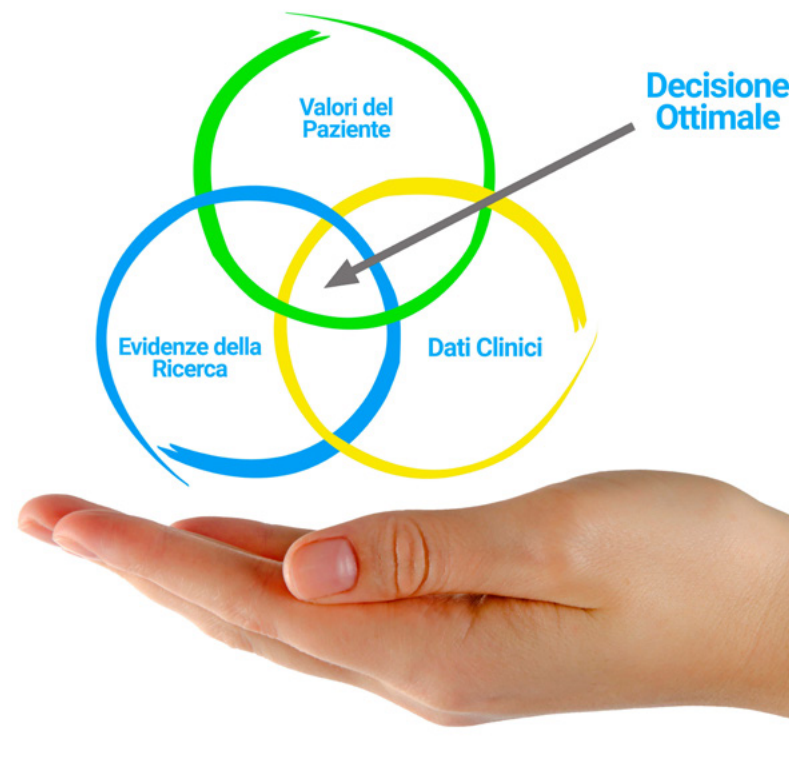 Valori del
Paziente
Decisione
Ottimale
Evidenze della
Ricerca
Dati Clinici